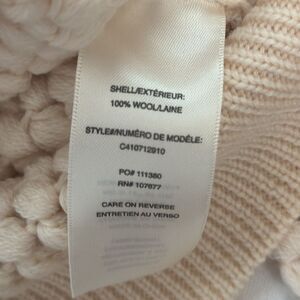 SHELL/EXTÉRIEUR:
100% WOOL/LAINE
STYLE#/NUMÉRO DE MODÈLE:
C410712910
PO# 111380
RN# 107677
CARE ON REVERSE
ENTRETIEN AU VERSO